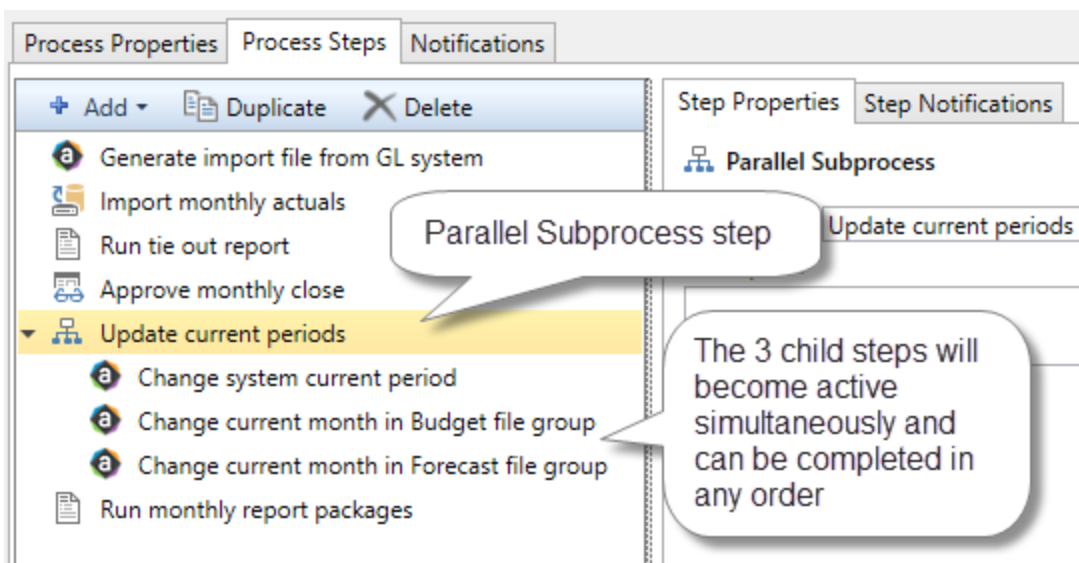 Process Properties Process Steps Notifications
Add Duplicate Delete
Generate import file from GL system
Import monthly actuals
Run tie out report
Approve monthly close
Update current periods
Change system current period
Change current month in Budget file group
Change current month in Forecast file group
Run monthly report packages
Step Properties Step Notifications
Parallel Subprocess
Update current periods
Parallel Subprocess step
The 3 child steps will
become active
simultaneously and
can be completed in
any order